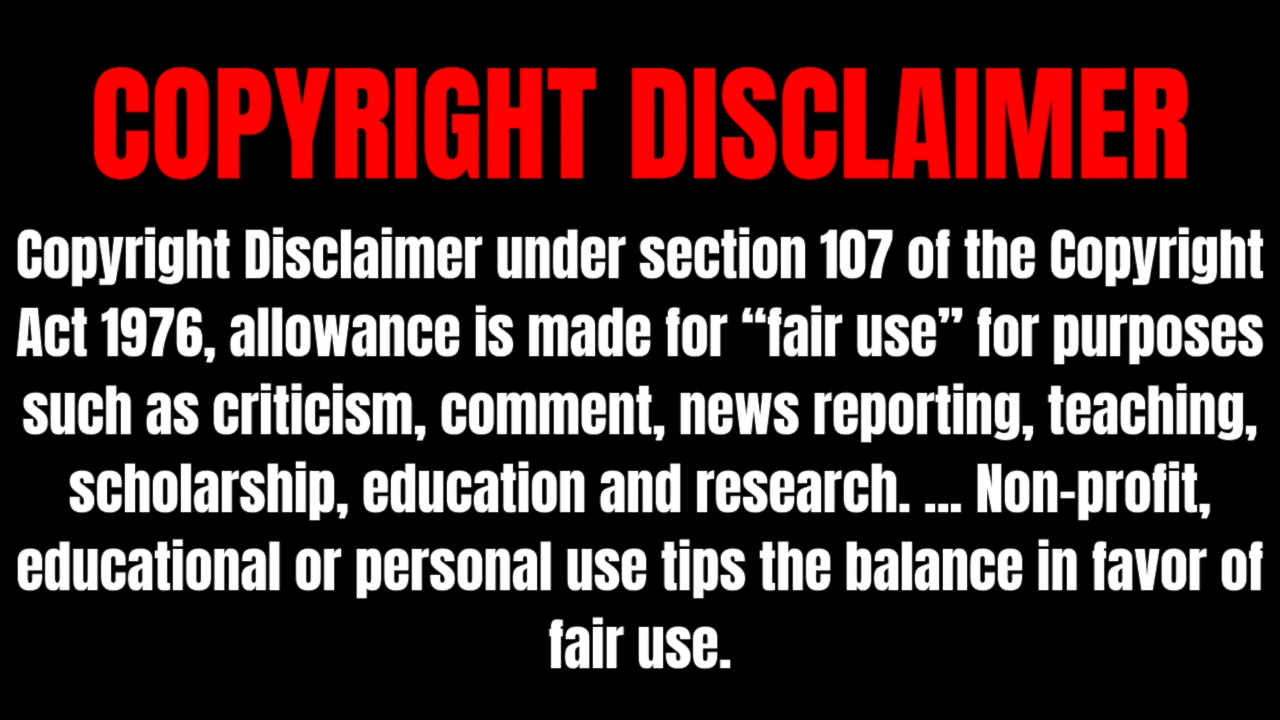 COPYRIGHT DISCLAIMER
Copyright Disclaimer under section 107 of the Copyright
Act 1976, allowance is made for “fair use” for purposes
such as criticism, comment, news reporting, teaching,
scholarship, education and research. ... Non-profit,
educational or personal use tips the balance in favor of
fair use.